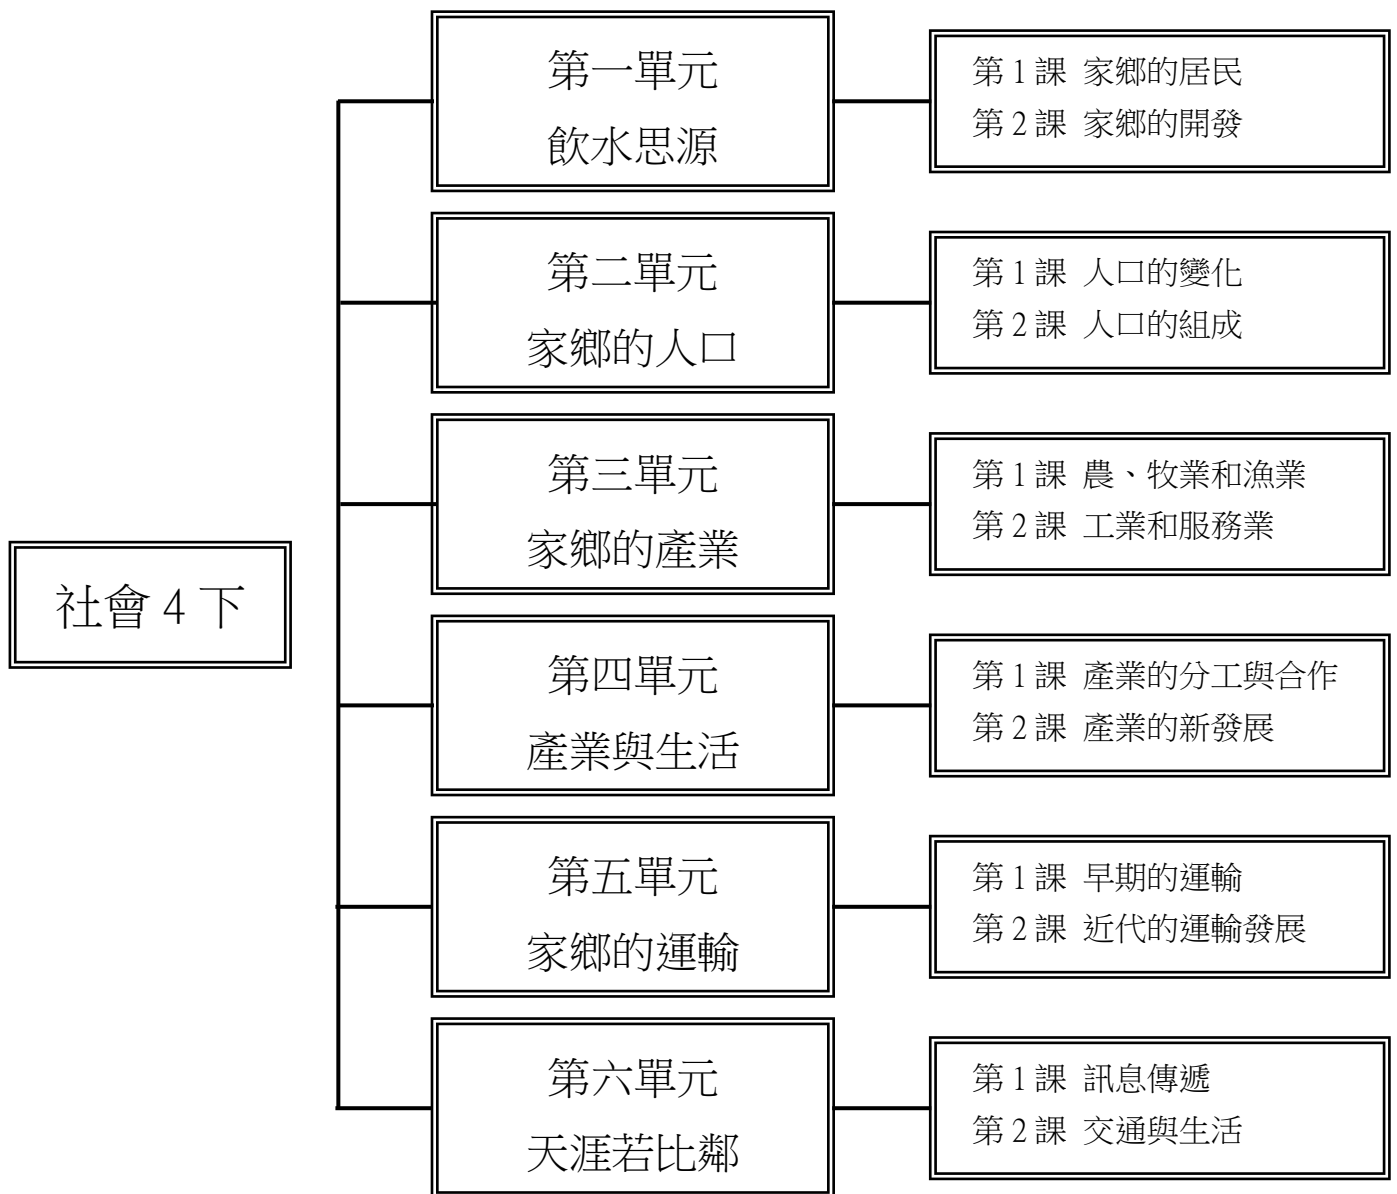 社會 4 下
第一單元
飲水思源
第 1 課 家鄉的居民
第 2 課 家鄉的開發
第二單元
家鄉的人口
第 1 課 人口的變化
第 2 課 人口的組成
第三單元
家鄉的產業
第 1 課 農、牧業和漁業
第 2 課 工業和服務業
第四單元
產業與生活
第 1 課 產業的分工與合作
第 2 課 產業的新發展
第五單元
家鄉的運輸
第 1 課 早期的運輸
第 2 課 近代的運輸發展
第六單元
天涯若比鄰
第 1 課 訊息傳遞
第 2 課 交通與生活